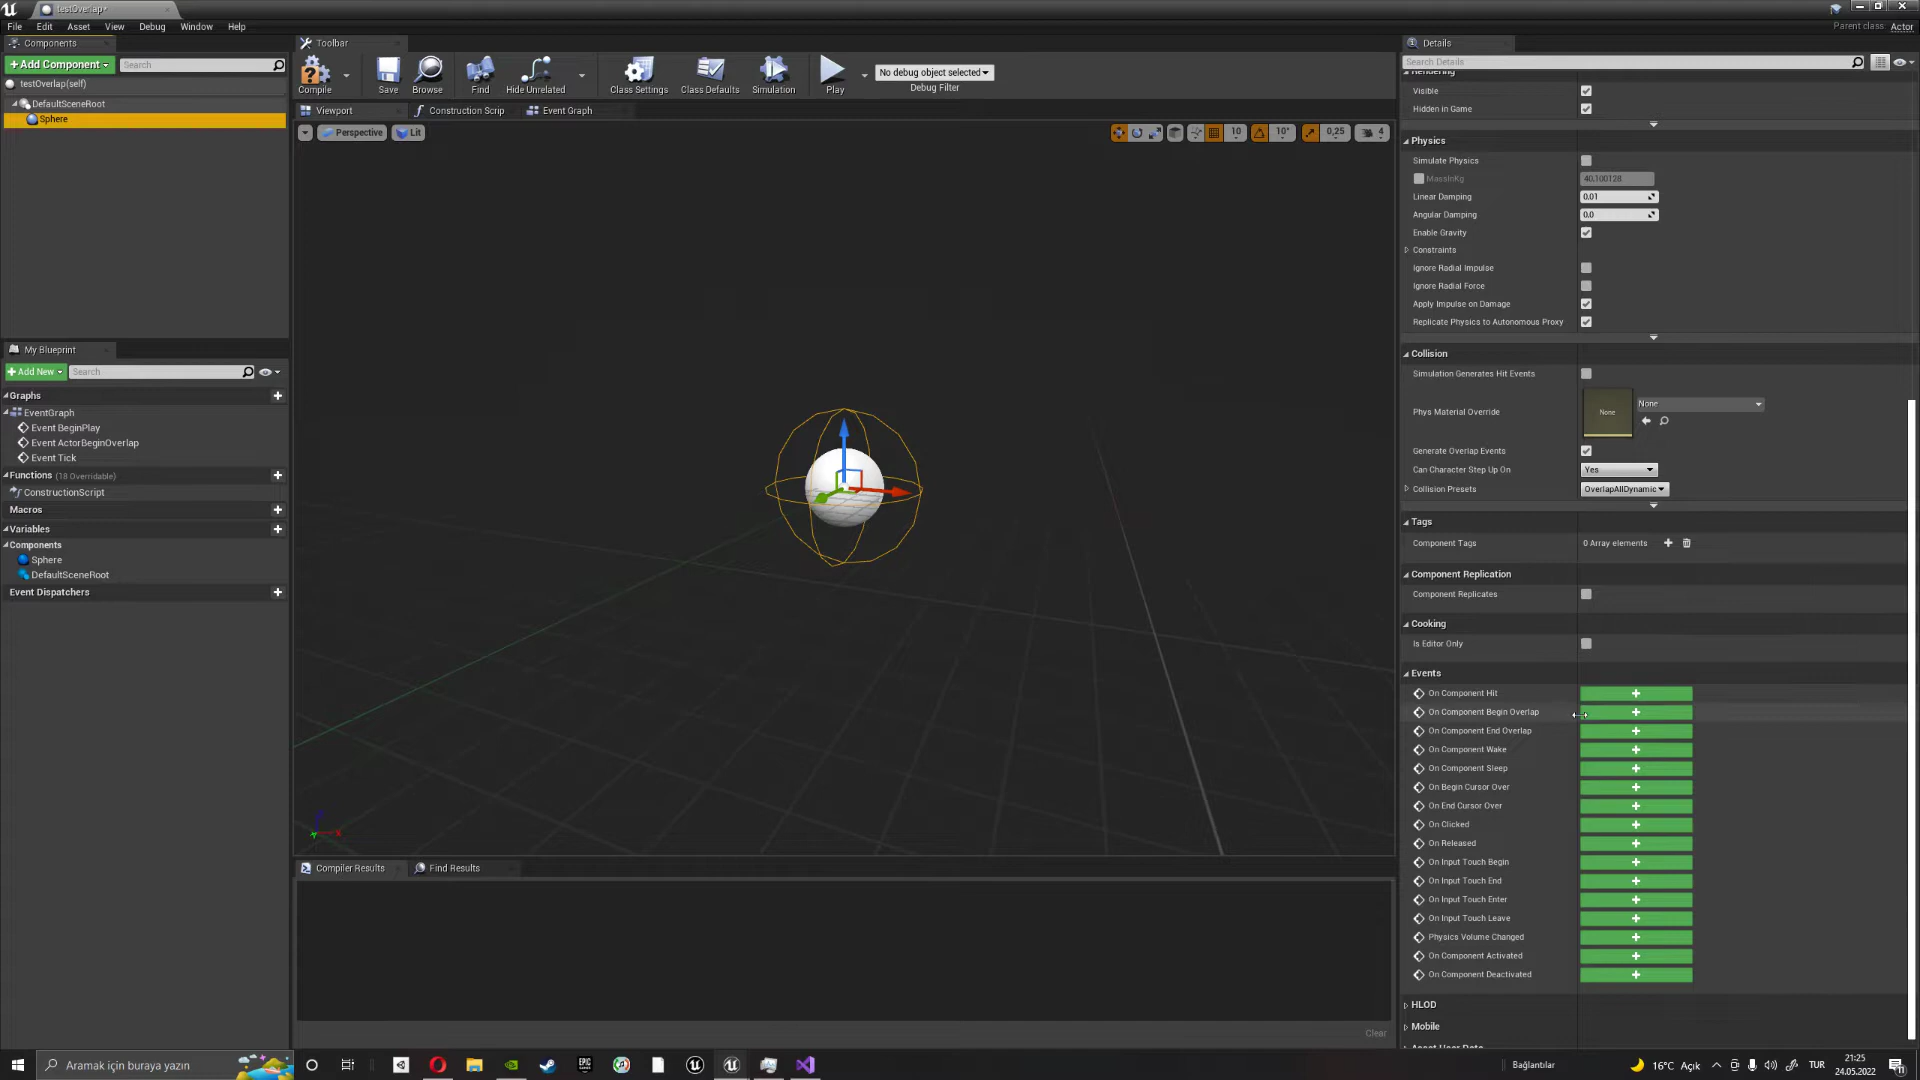 testOverlap*
File Edit Asset View Debug Window Help
Parent class: Actor
Components
+Add Component
Search
testOverlap(self)
DefaultSceneRoot
Sphere
My Blueprint
+Add New
Search
Graphs
EventGraph
Event BeginPlay
Event ActorBeginOverlap
Event Tick
Functions (18 Overridable)
ConstructionScript
Macros
Variables
Components
Sphere
DefaultSceneRoot
Event Dispatchers
Toolbar
Compile
Save
Browse
Find
Hide Unrelated
Class Settings
Class Defaults
Simulation
Play
No debug object selected
Debug Filter
Viewport
Construction Scrip
Event Graph
Perspective
Lit
10
10°
0,25
4
Compiler Results
Find Results
Clear
Details
Search Details
Rendering
Visible
Hidden in Game
Physics
Simulate Physics
MassInKg 40,100128
Linear Damping 0.01
Angular Damping 0.0
Enable Gravity
Constraints
Ignore Radial Impulse
Ignore Radial Force
Apply Impulse on Damage
Replicate Physics to Autonomous Proxy
Collision
Simulation Generates Hit Events
Phys Material Override None None
Generate Overlap Events
Can Character Step Up On Yes
Collision Presets OverlapAllDynamic
Tags
Component Tags 0 Array elements
Component Replication
Component Replicates
Cooking
Is Editor Only
Events
On Component Hit
On Component Begin Overlap
On Component End Overlap
On Component Wake
On Component Sleep
On Begin Cursor Over
On End Cursor Over
On Clicked
On Released
On Input Touch Begin
On Input Touch End
On Input Touch Enter
On Input Touch Leave
Physics Volume Changed
On Component Activated
On Component Deactivated
HLOD
Mobile
Asset User Data
Aramak için buraya yazın
EPIC
Bağlantılar
16°C Açık
TUR
21:25
24.05.2022